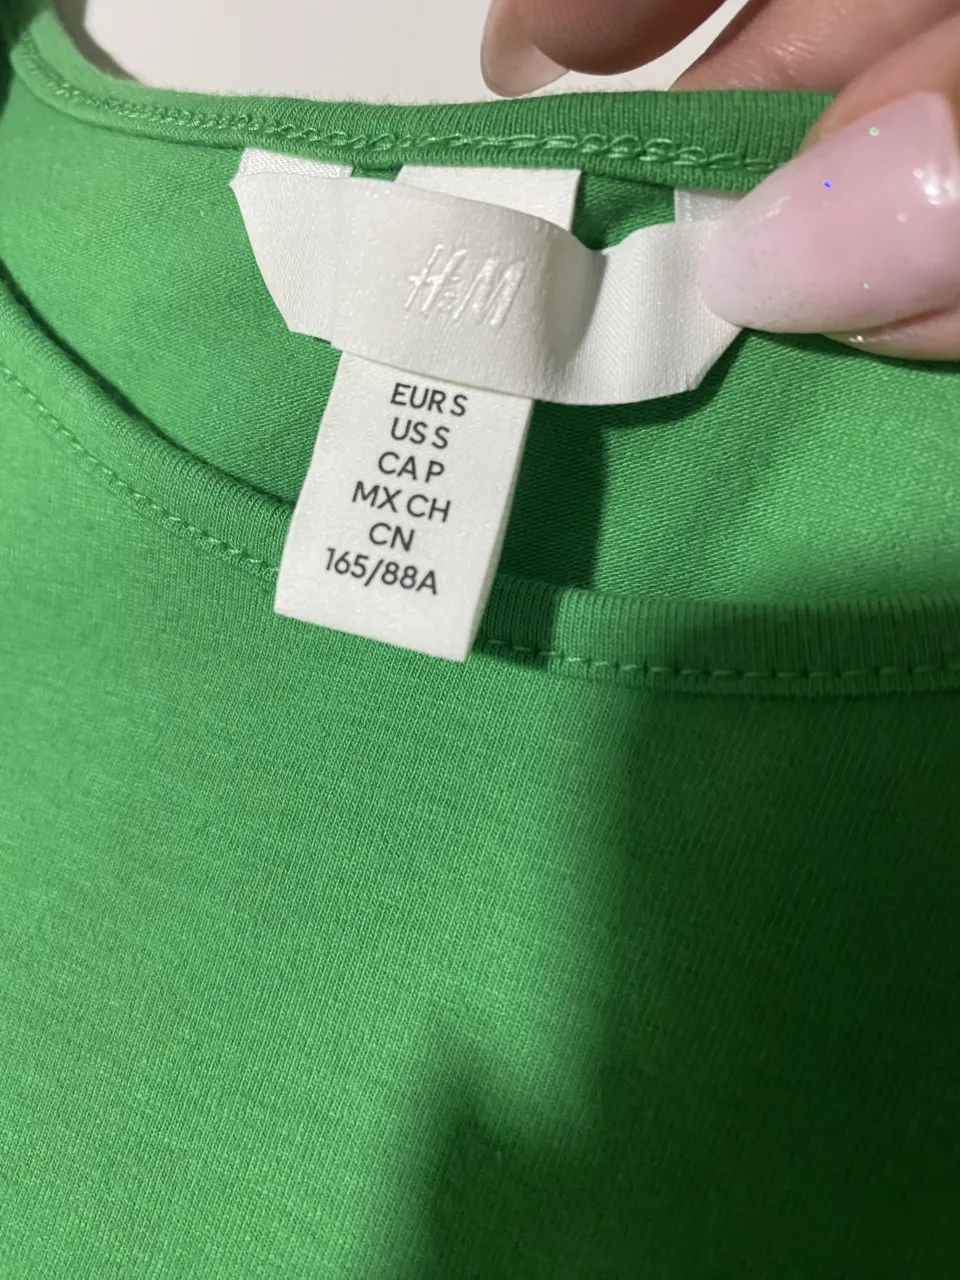 H&M
EUR S
US S
CA P
MX CH
CN
165/88A